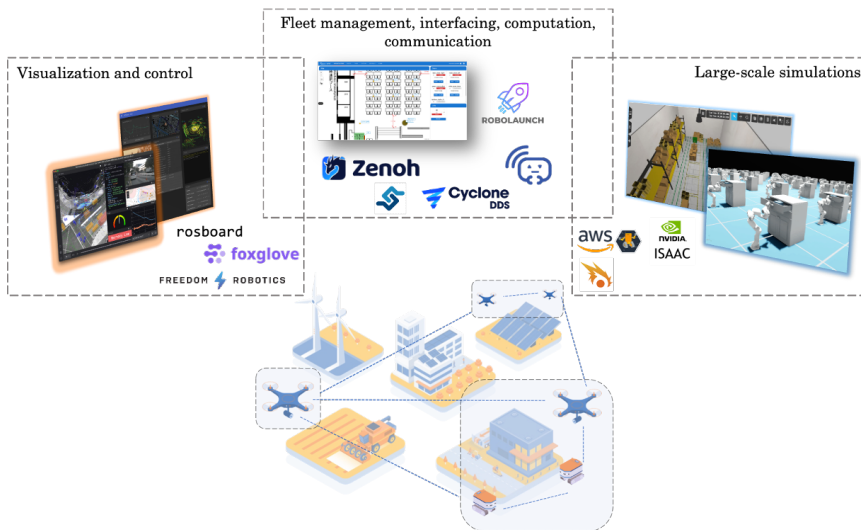 Fleet management, interfacing, computation,
communication
Visualization and control
Large-scale simulations
ROBOLAUNCH
Zenoh
Cyclone
DDS
rosboard
foxglove
FREEDOM ROBOTICS
aws
NVIDIA.
ISAAC